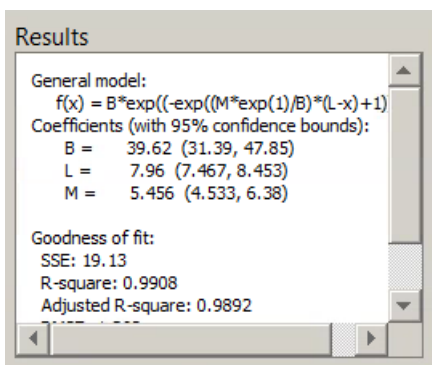 Results
General model:
f(x) = B*exp((-exp((M*exp(1)/B)*(L-x)+1)
Coefficients (with 95% confidence bounds):
B = 39.62 (31.39, 47.85)
L = 7.96 (7.467, 8.453)
M = 5.456 (4.533, 6.38)
Goodness of fit:
SSE: 19.13
R-square: 0.9908
Adjusted R-square: 0.9892